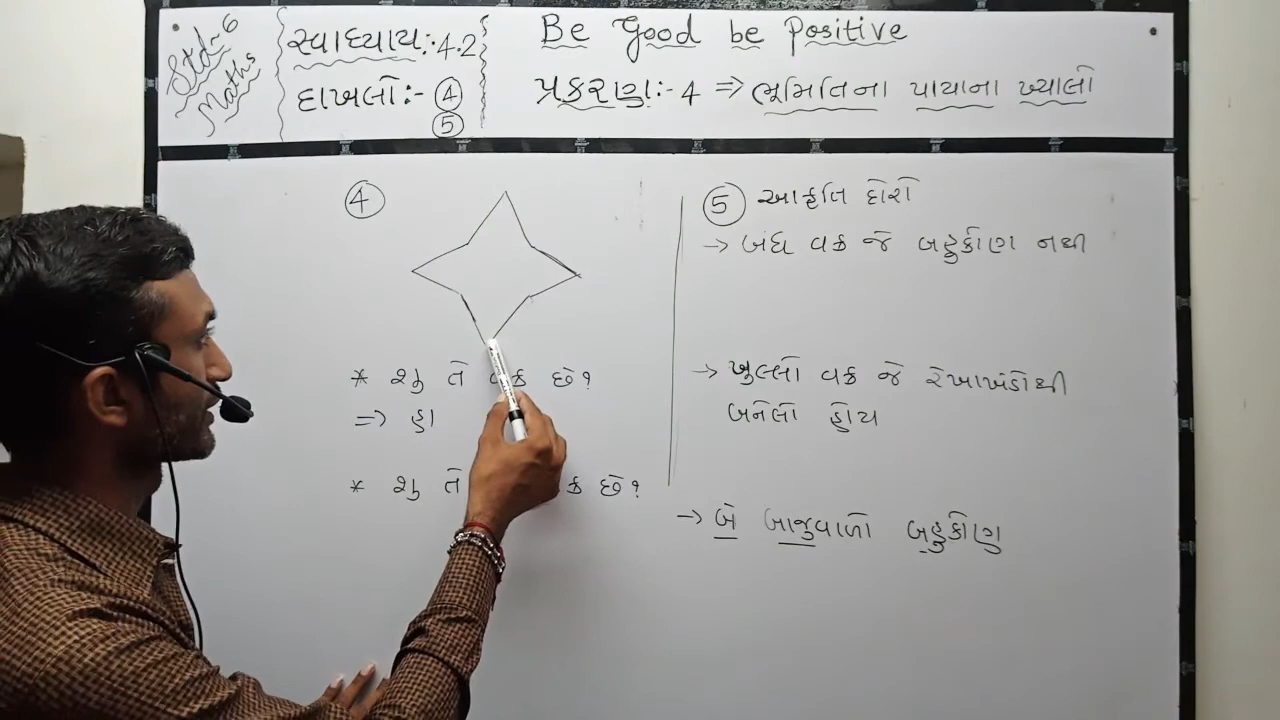 Std-6
Maths
સ્વાધ્યાય:-4.2
દાખલો:- 4
5
Be Good be Positive
પ્રકરણ:- 4 => ભૂમિતિના પાયાના ખ્યાલો
4
* શુ તે વક્ર છે?
=> હા
* શુ તે છે?
5 આકૃતિ દોરો
→ બંધ વક્ર જે બહુકોણ નથી
→ ખુલ્લો વક્ર જે રેખાખંડોથી
બનેલો હોય
→ બે બાજુવાળો બહુકોણ